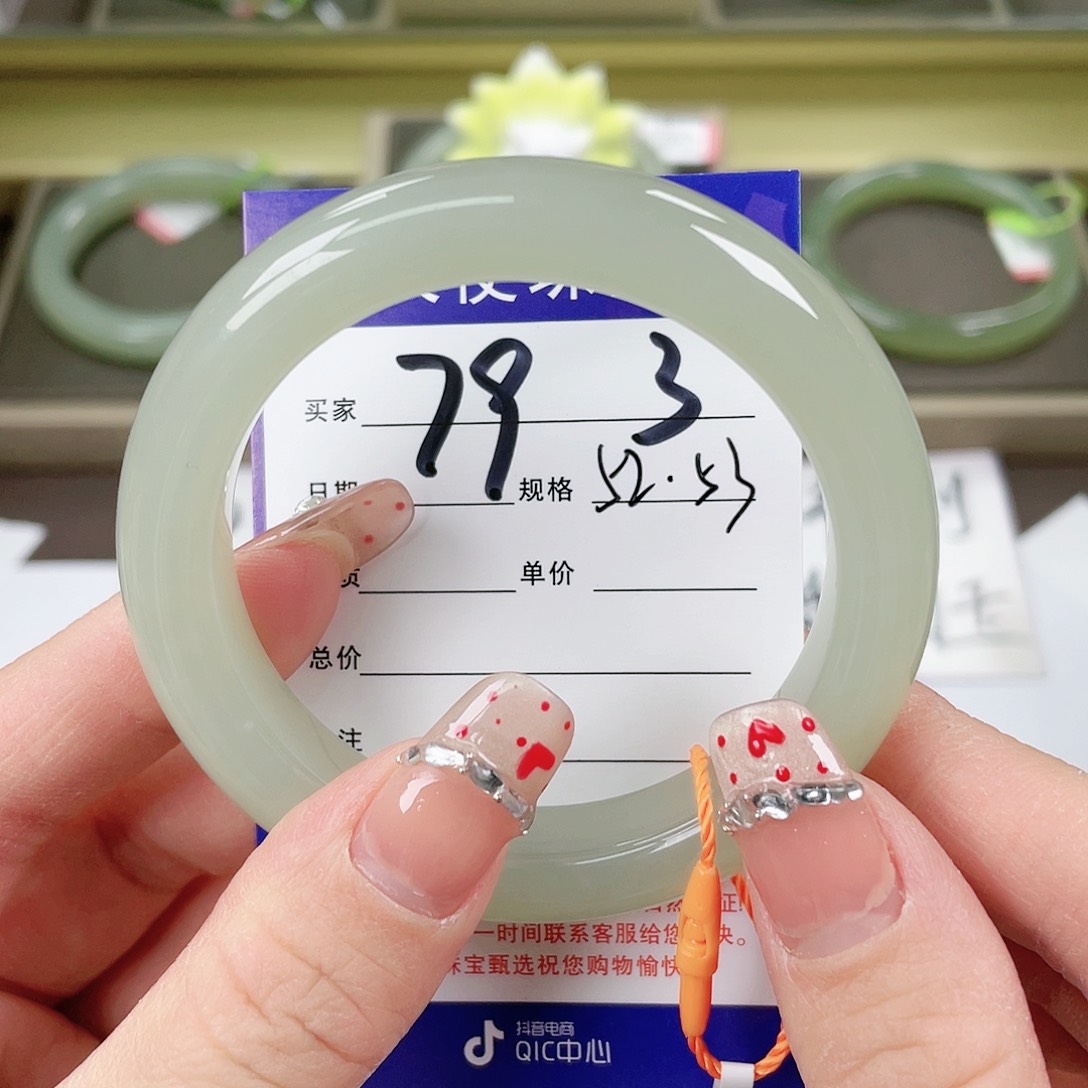 买家 79 3
日期 规格 52.53
单价
总价
注
一时间联系客服给您
珠宝甄选祝您购物愉快
抖音电商
QIC中心